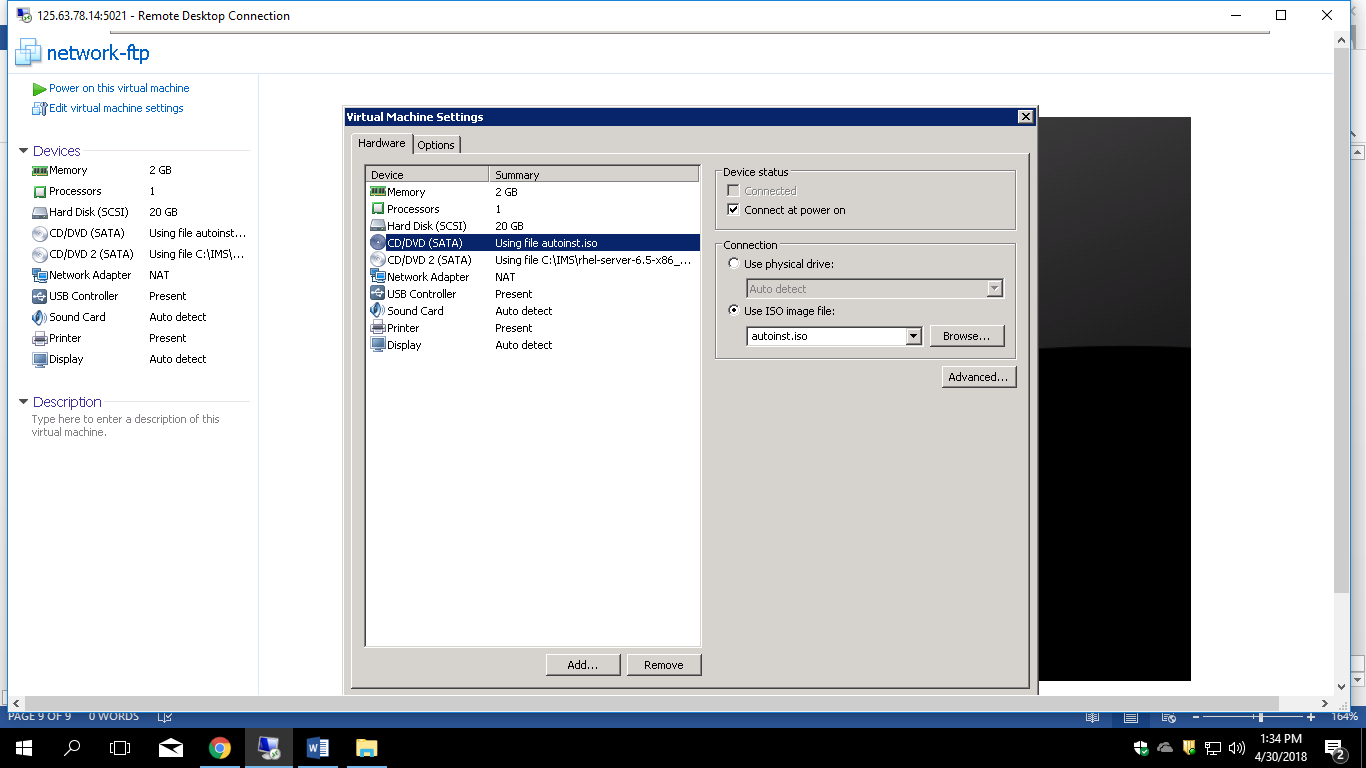 125.63.78.14:5021 - Remote Desktop Connection
network-ftp
Power on this virtual machine
Edit virtual machine settings
Devices
Memory 2 GB
Processors 1
Hard Disk (SCSI) 20 GB
CD/DVD (SATA) Using file autoinst...
CD/DVD 2 (SATA) Using file C:\IMS\...
Network Adapter NAT
USB Controller Present
Sound Card Auto detect
Printer Present
Display Auto detect
Description
Type here to enter a description of this
virtual machine.
Virtual Machine Settings
Hardware Options
Device Summary
Memory 2 GB
Processors 1
Hard Disk (SCSI) 20 GB
CD/DVD (SATA) Using file autoinst.iso
CD/DVD 2 (SATA) Using file C:\IMS\rhel-server-6.5-x86_...
Network Adapter NAT
USB Controller Present
Sound Card Auto detect
Printer Present
Display Auto detect
Add... Remove
Device status
Connected
Connect at power on
Connection
Use physical drive:
Auto detect
Use ISO image file:
autoinst.iso Browse...
Advanced...
PAGE 9 OF 9 0 WORDS 164%
1:34 PM
4/30/2018
2